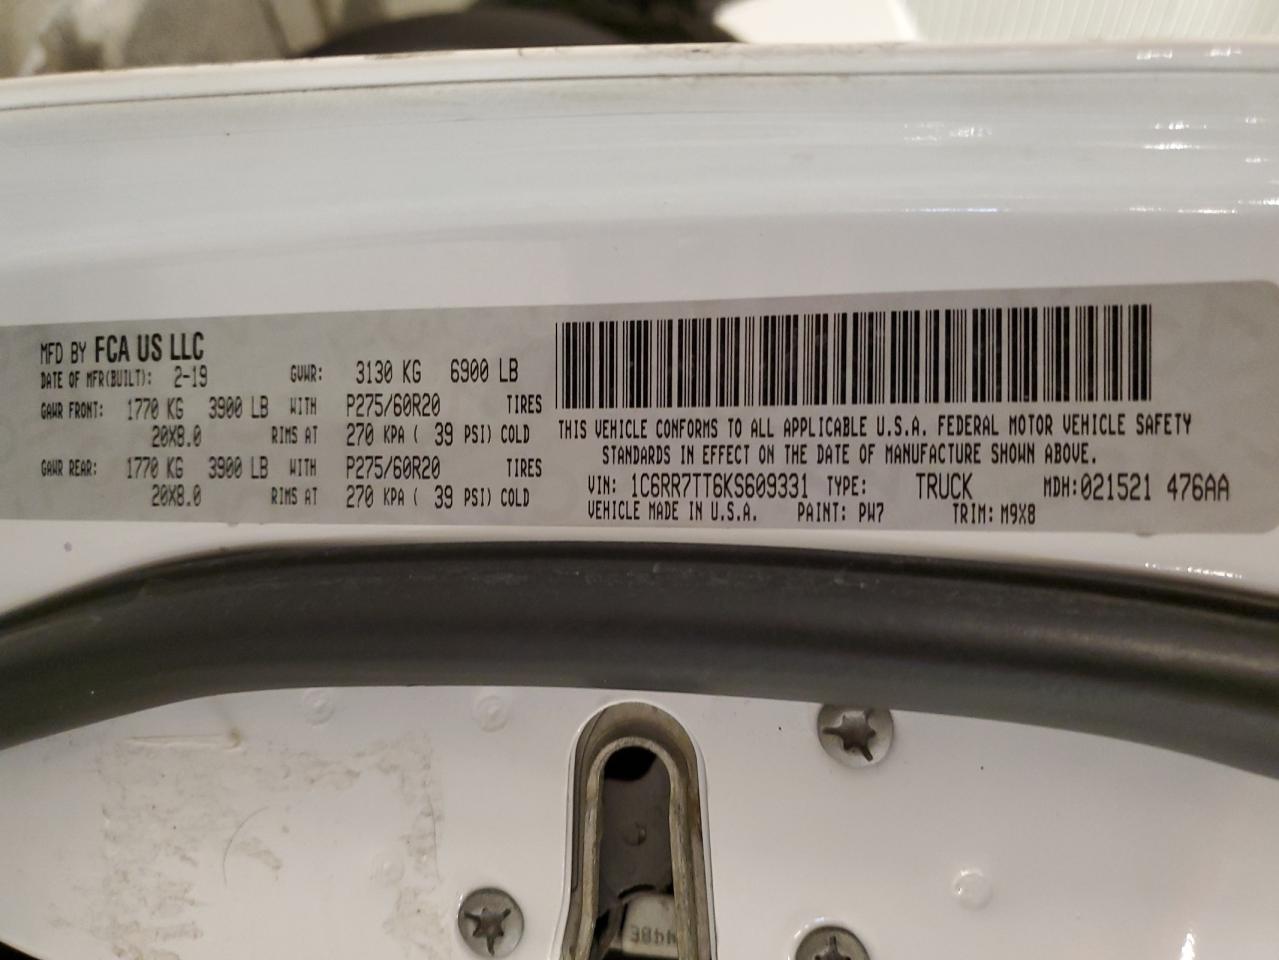 MFD BY FCA US LLC
DATE OF MFR(BUILT): 2-19 GVWR: 3130 KG 6900 LB
GAWR FRONT: 1770 KG 3900 LB WITH P275/60R20 TIRES
20X8.0 RIMS AT 270 KPA ( 39 PSI) COLD
GAWR REAR: 1770 KG 3900 LB WITH P275/60R20 TIRES
20X8.0 RIMS AT 270 KPA ( 39 PSI) COLD
THIS VEHICLE CONFORMS TO ALL APPLICABLE U.S.A. FEDERAL MOTOR VEHICLE SAFETY
STANDARDS IN EFFECT ON THE DATE OF MANUFACTURE SHOWN ABOVE.
VIN: 1C6RR7TT6KS609331 TYPE: TRUCK MDH:021521 476AA
VEHICLE MADE IN U.S.A. PAINT: PW7 TRIM: M9X8